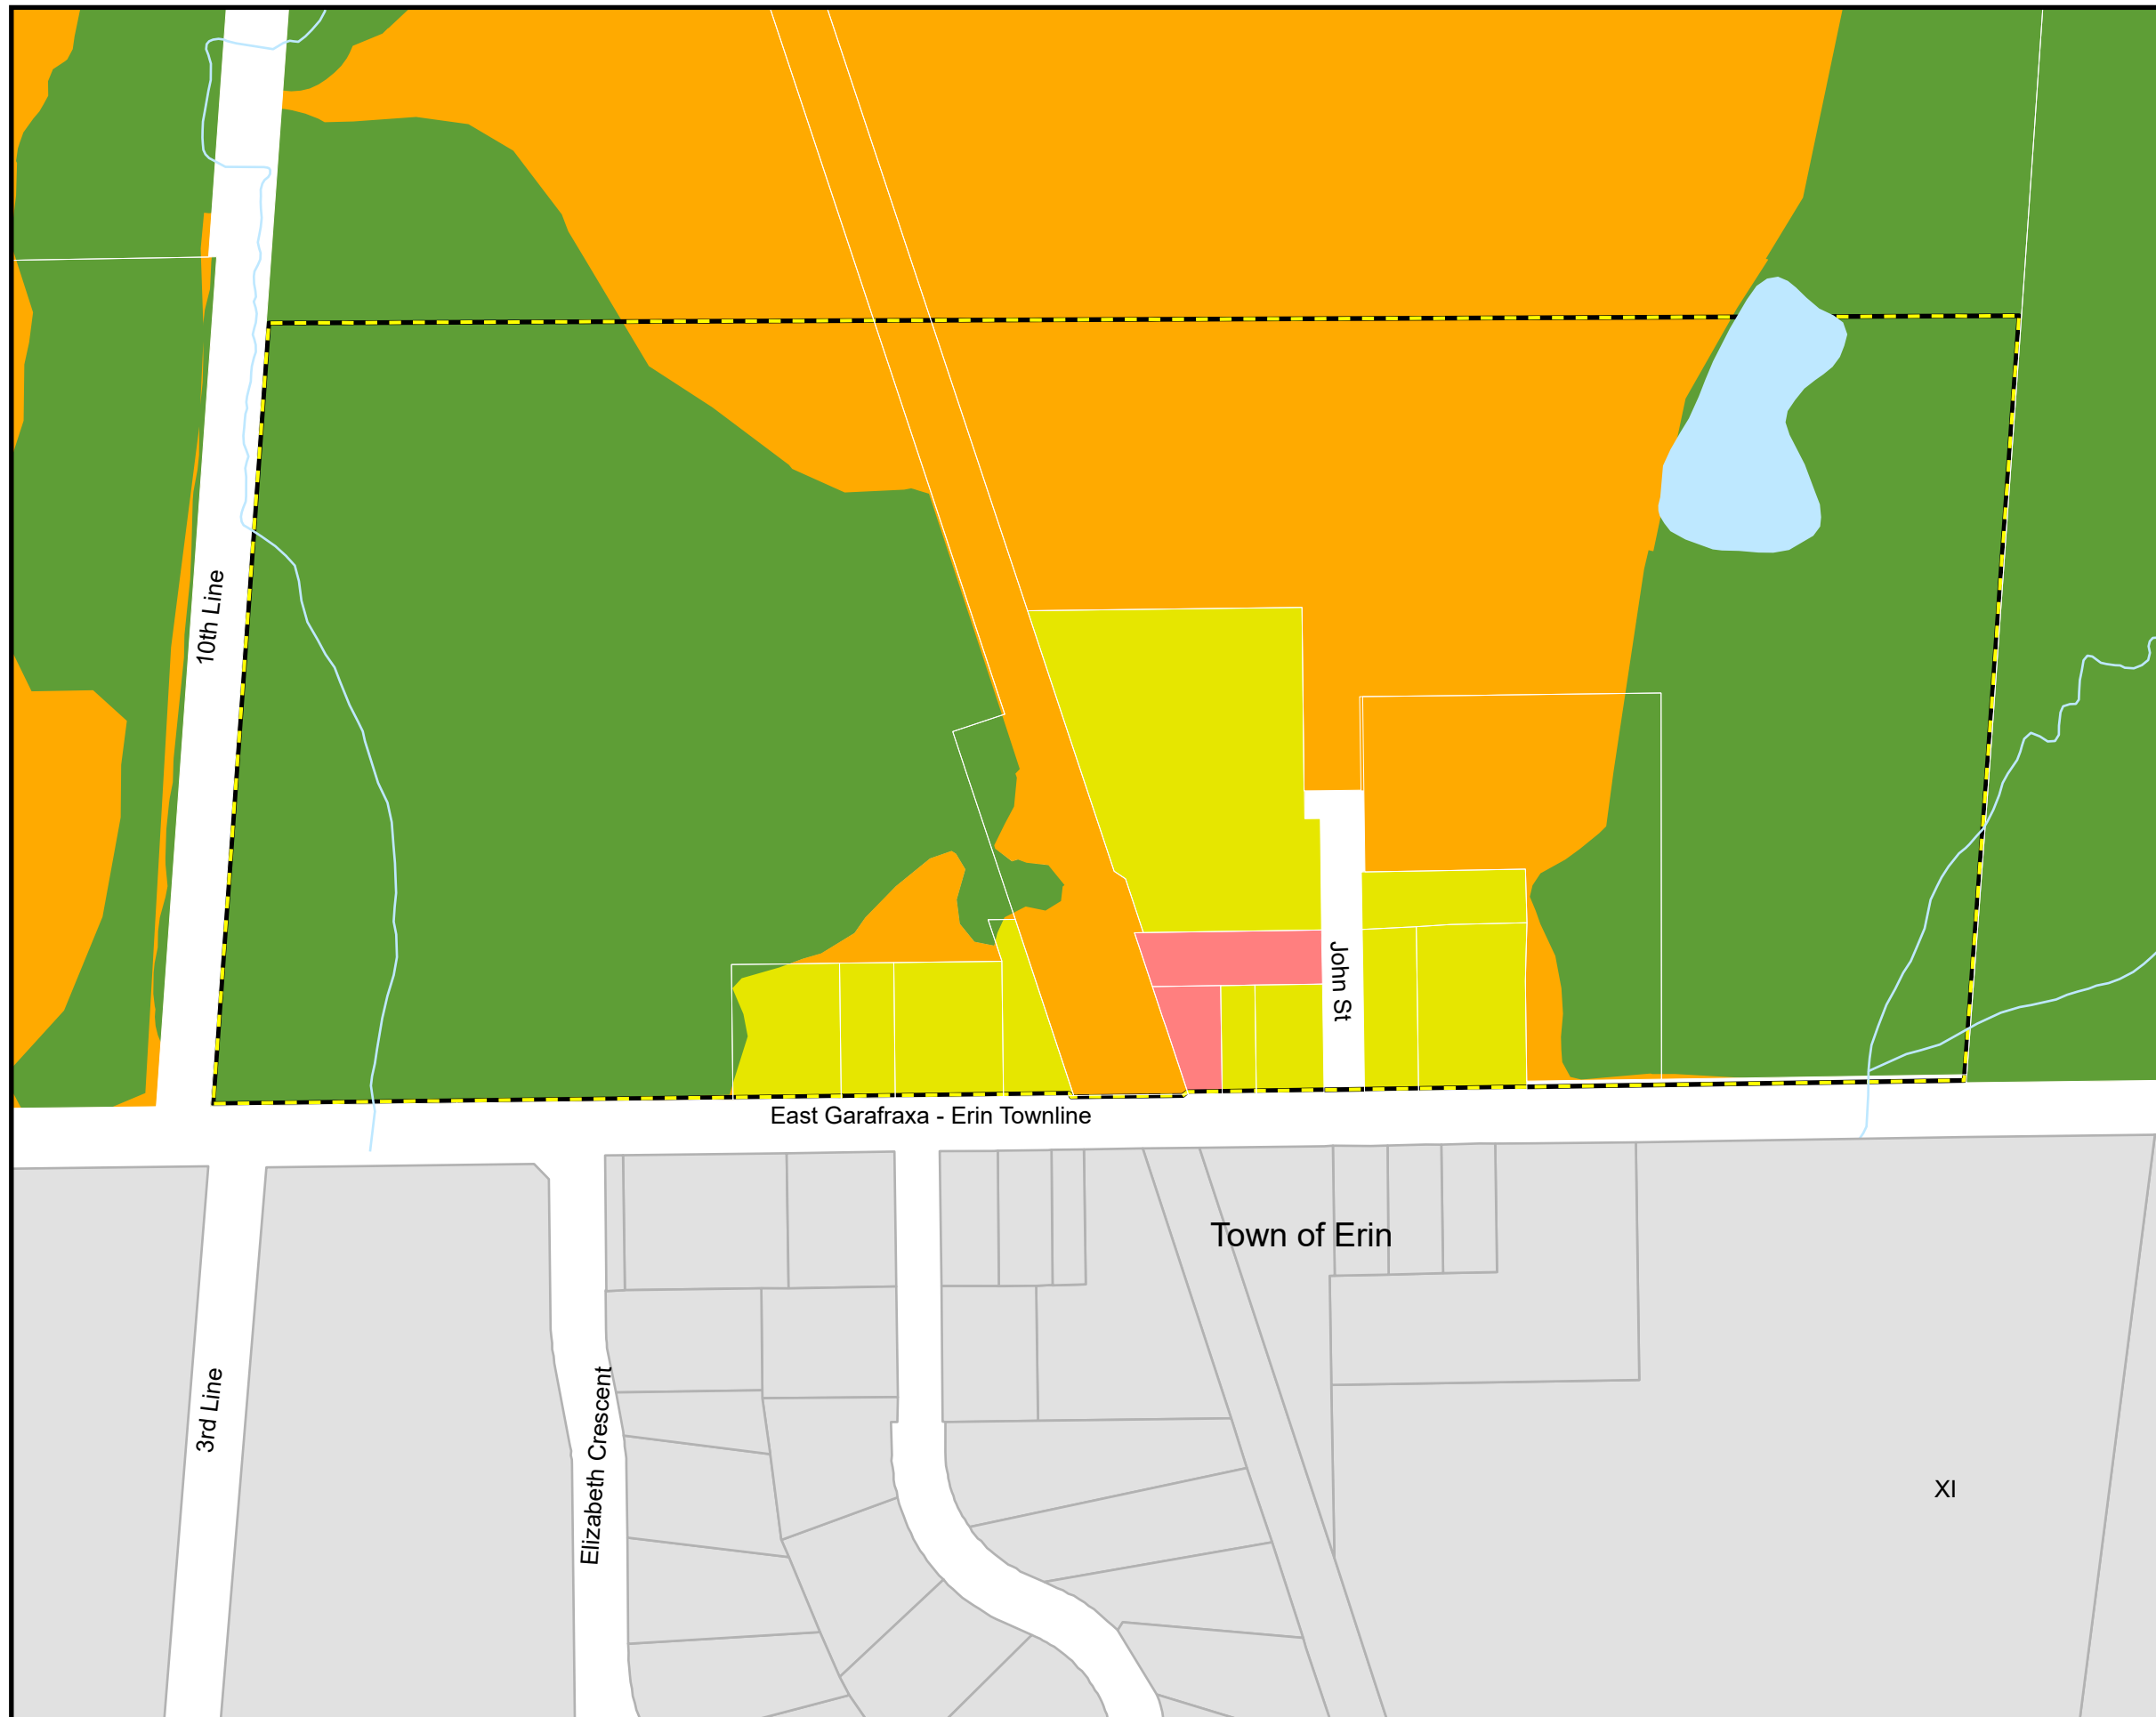 10th Line
John St
East Garafraxa - Erin Townline
Town of Erin
3rd Line
Elizabeth Crescent
XI